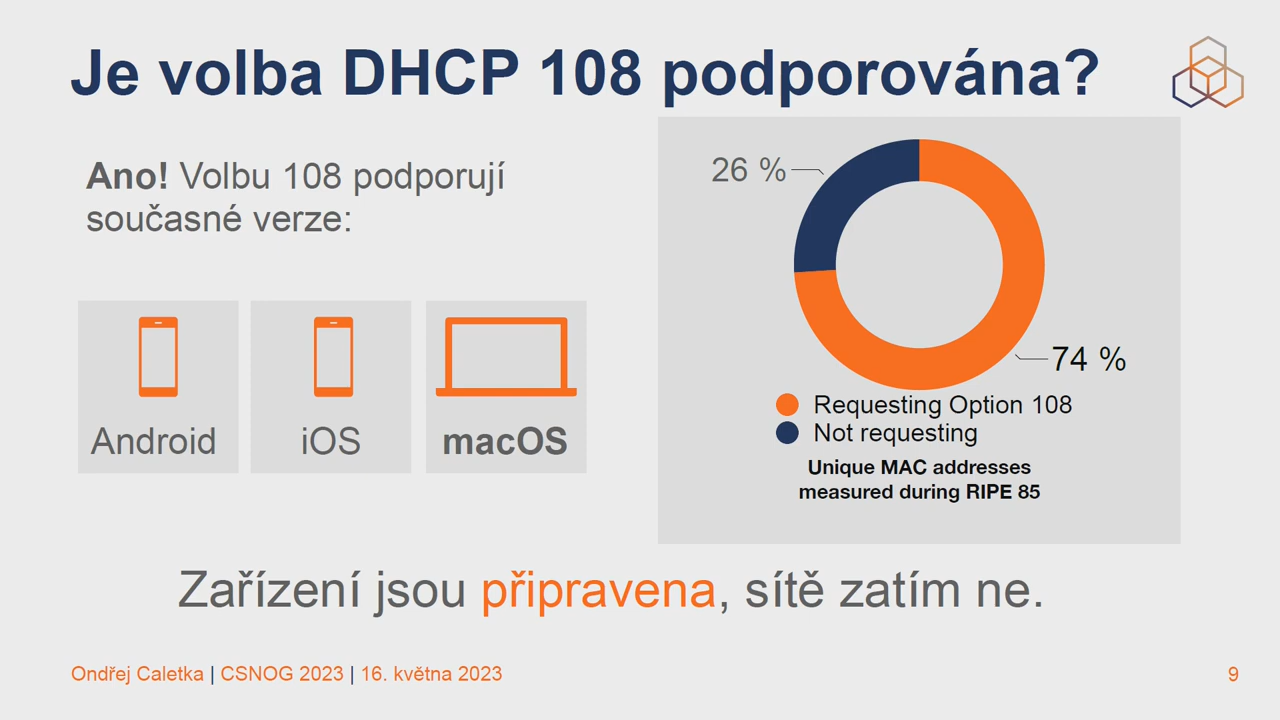 Je volba DHCP 108 podporována?
Ano! Volbu 108 podporují
současné verze:
Android
iOS
macOS
26 %
74 %
Requesting Option 108
Not requesting
Unique MAC addresses
measured during RIPE 85
Zařízení jsou připravena, sítě zatím ne.
Ondřej Caletka | CSNOG 2023 | 16. května 2023
9